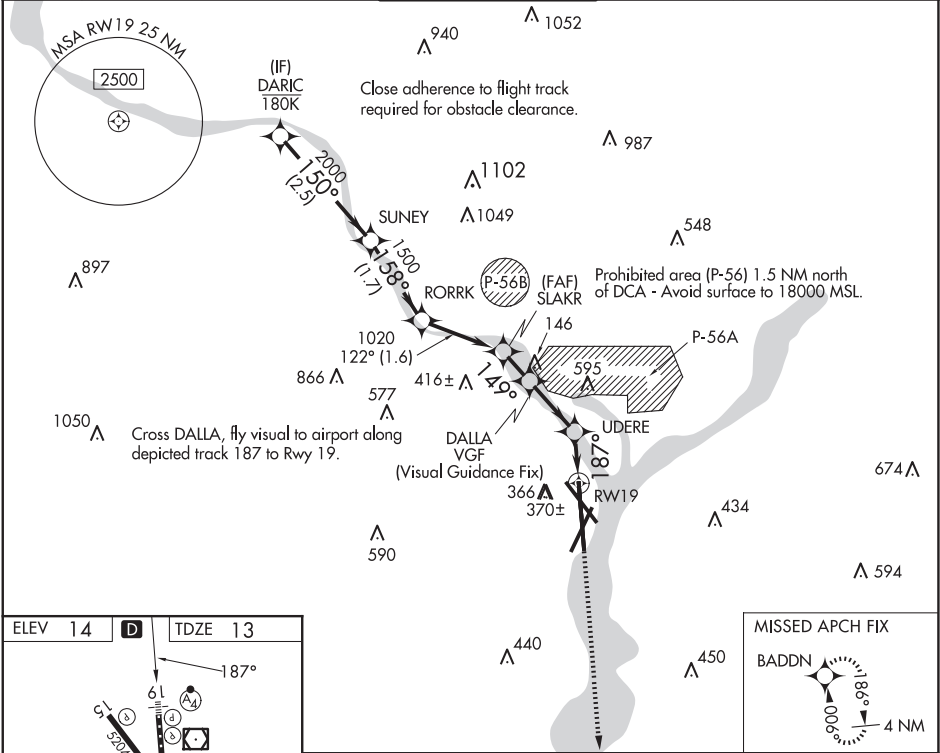 1052
940
MSA RW19 25 NM
2500
(IF)
DARIC
180K
Close adherence to flight track
required for obstacle clearance.
987
2000
150°
(2.5)
1102
1049
SUNEY
548
1500
158°
(1.7)
897
P-56B
(FAF)
SLAKR
Prohibited area (P-56) 1.5 NM north
of DCA - Avoid surface to 18000 MSL.
RORRK
146
P-56A
1020
122° (1.6)
866
416±
149°
595
577
1050
Cross DALLA, fly visual to airport along
depicted track 187 to Rwy 19.
UDERE
DALLA
VGF
(Visual Guidance Fix)
187°
674
366
370±
RW19
434
590
594
ELEV 14
D
TDZE 13
187°
19
A4
15
P
P
P
5204
440
450
MISSED APCH FIX
BADDN
186°
006°
4 NM